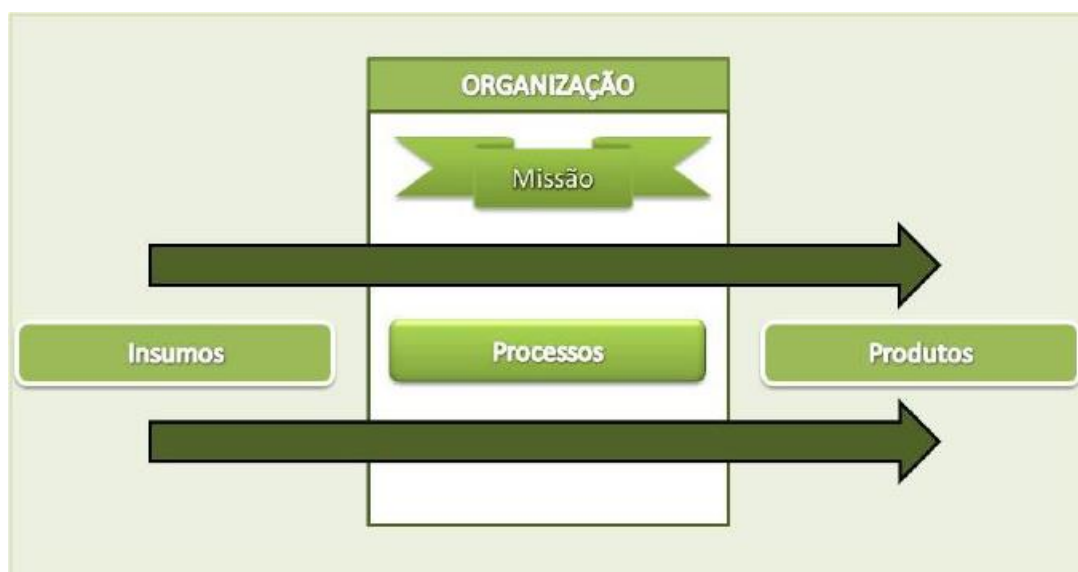 ORGANIZAÇÃO
Missão
Insumos
Processos
Produtos